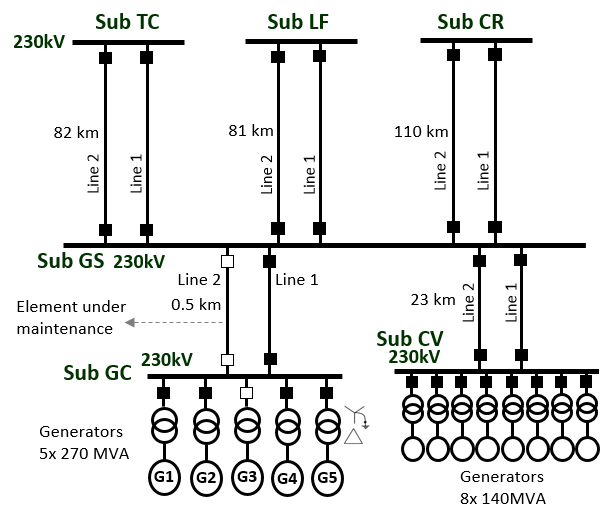 Sub TC
Sub LF
Sub CR
230kV
82 km
Line 2
Line 1
81 km
Line 2
Line 1
110 km
Line 2
Line 1
Sub GS 230kV
Line 2
Line 1
0.5 km
Element under
maintenance
23 km
Line 2
Line 1
Sub CV
230kV
230kV
Sub GC
Generators
5x 270 MVA
G1
G2
G3
G4
G5
Generators
8x 140MVA